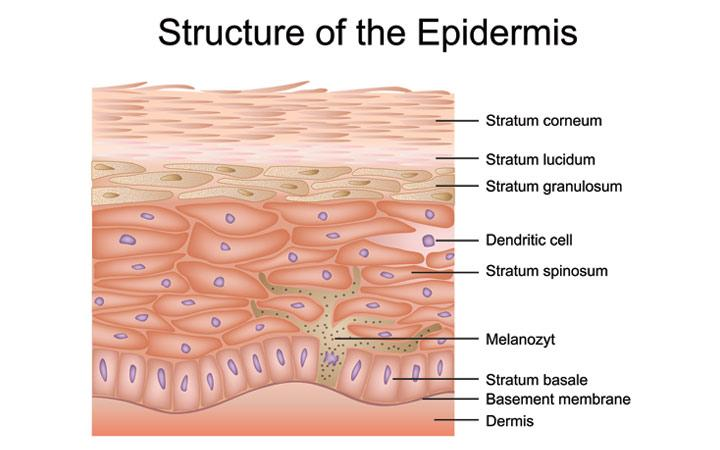 Structure of the Epidermis
Stratum corneum
Stratum lucidum
Stratum granulosum
Dendritic cell
Stratum spinosum
Melanozyt
Stratum basale
Basement membrane
Dermis